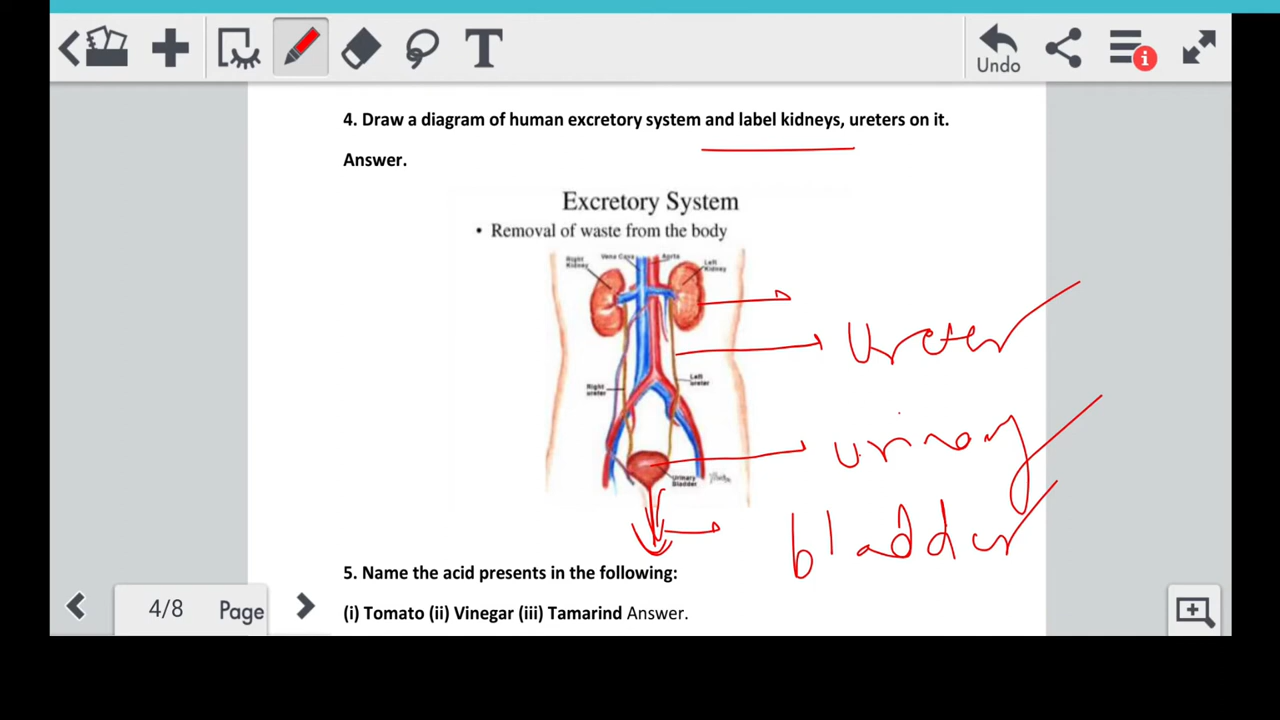 Undo
4. Draw a diagram of human excretory system and label kidneys, ureters on it.
Answer.
Excretory System
• Removal of waste from the body
Right Kidney
Vena Cava
Aorta
Left Kidney
Ureter
Right ureter
Left ureter
urinary
Urinary Bladder
bladder
5. Name the acid presents in the following:
(i) Tomato (ii) Vinegar (iii) Tamarind Answer.
4/8 Page